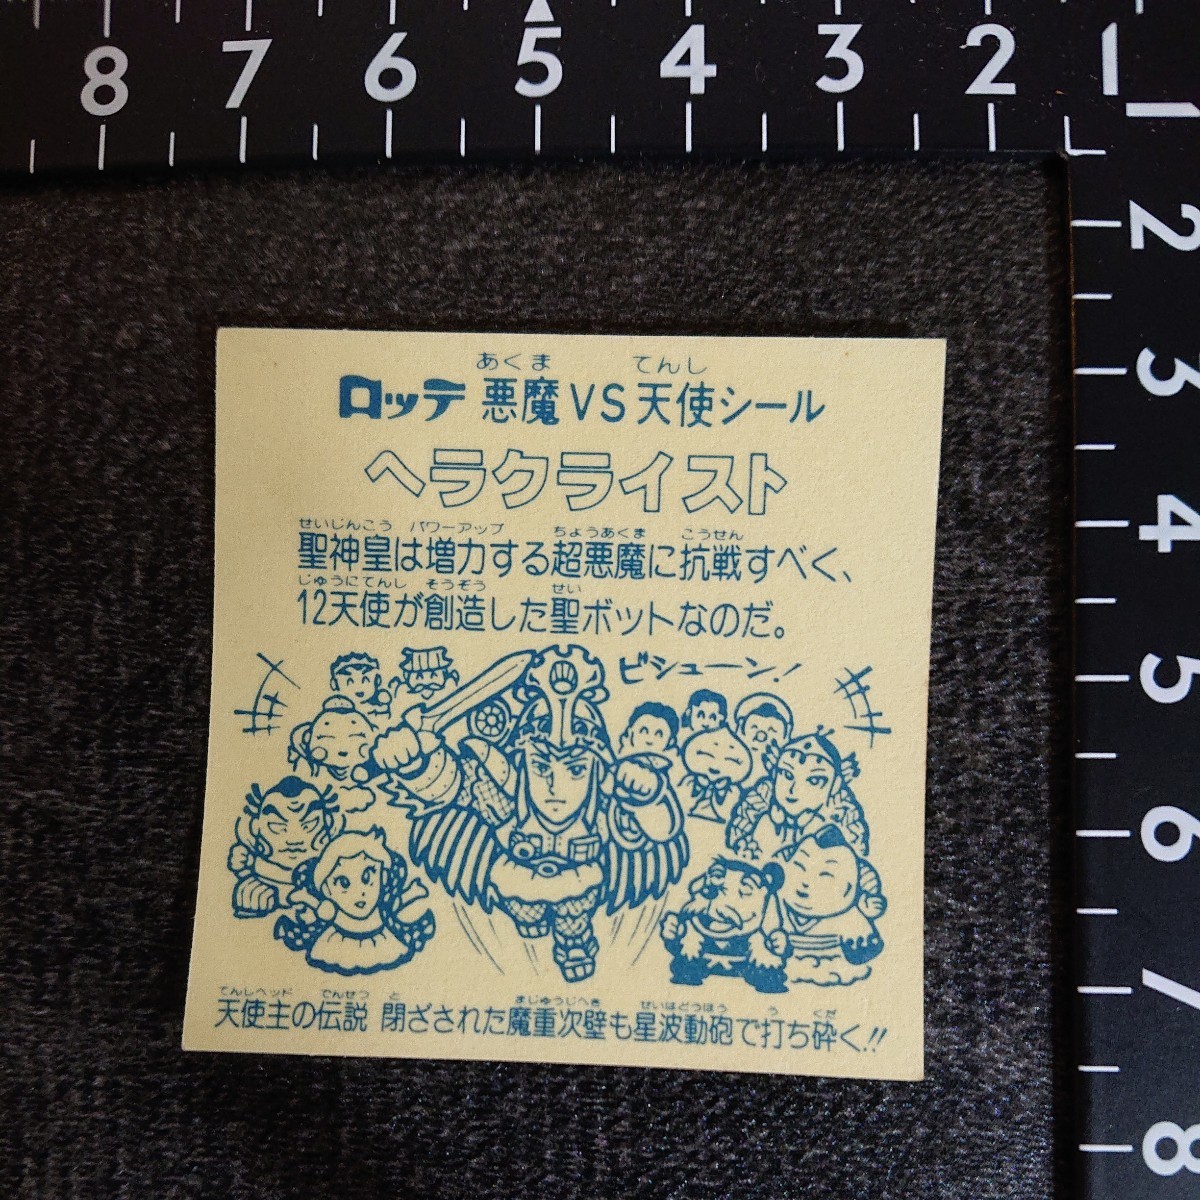 8 7 6 5 4 3 2 1
あくま てんし
ロッテ 悪魔VS天使シール
ヘラクライスト
せいじんこう パワーアップ ちょうあくま こうせん
聖神皇は増力する超悪魔に抗戦すべく、
じゅうにてんし そうぞう せい
12天使が創造した聖ボットなのだ。
ビシューン!
てんしヘッド でんせつ と まじゅうじへき せいはどうほう う くだ
天使主の伝説 閉ざされた魔重次壁も星波動砲で打ち砕く!!
1
2
3
4
5
6
7
8